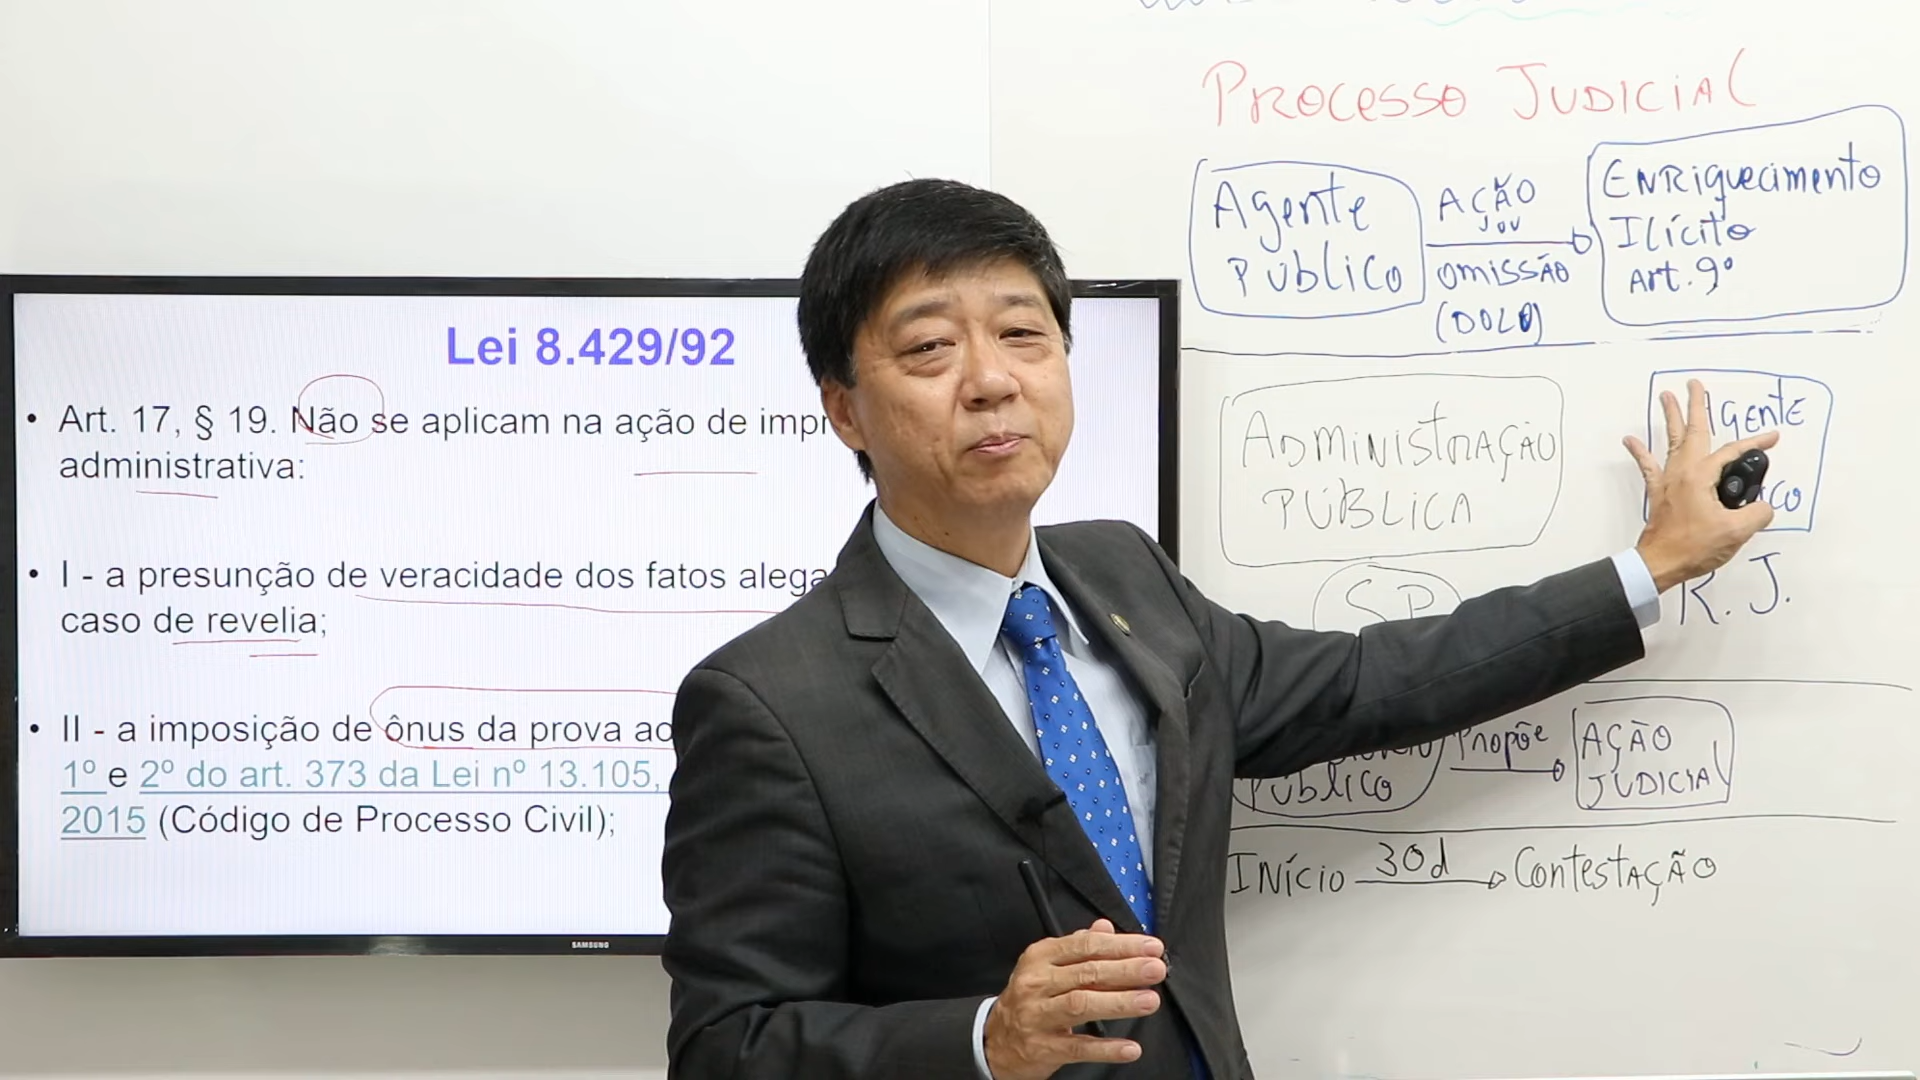 Lei 8.429/92
• Art. 17, § 19. Não se aplicam na ação de impr
administrativa:
• I - a presunção de veracidade dos fatos alega
caso de revelia;
• II - a imposição de ônus da prova ao
1º e 2º do art. 373 da Lei nº 13.105,
2015 (Código de Processo Civil);
SAMSUNG
PROCESSO JUDICIAL
Agente
PÚBLICO
AÇÃO
ou
OMISSÃO
(DOLO)
ENRIQUECIMENTO
ILÍCITO
Art. 9º
ADMINISTRAÇÃO
PÚBLICA
SP
Agente
ICO
R. J.
PÚBLICO
PROPÕE
AÇÃO
JUDICIAL
INÍCIO 30d CONTESTAÇÃO